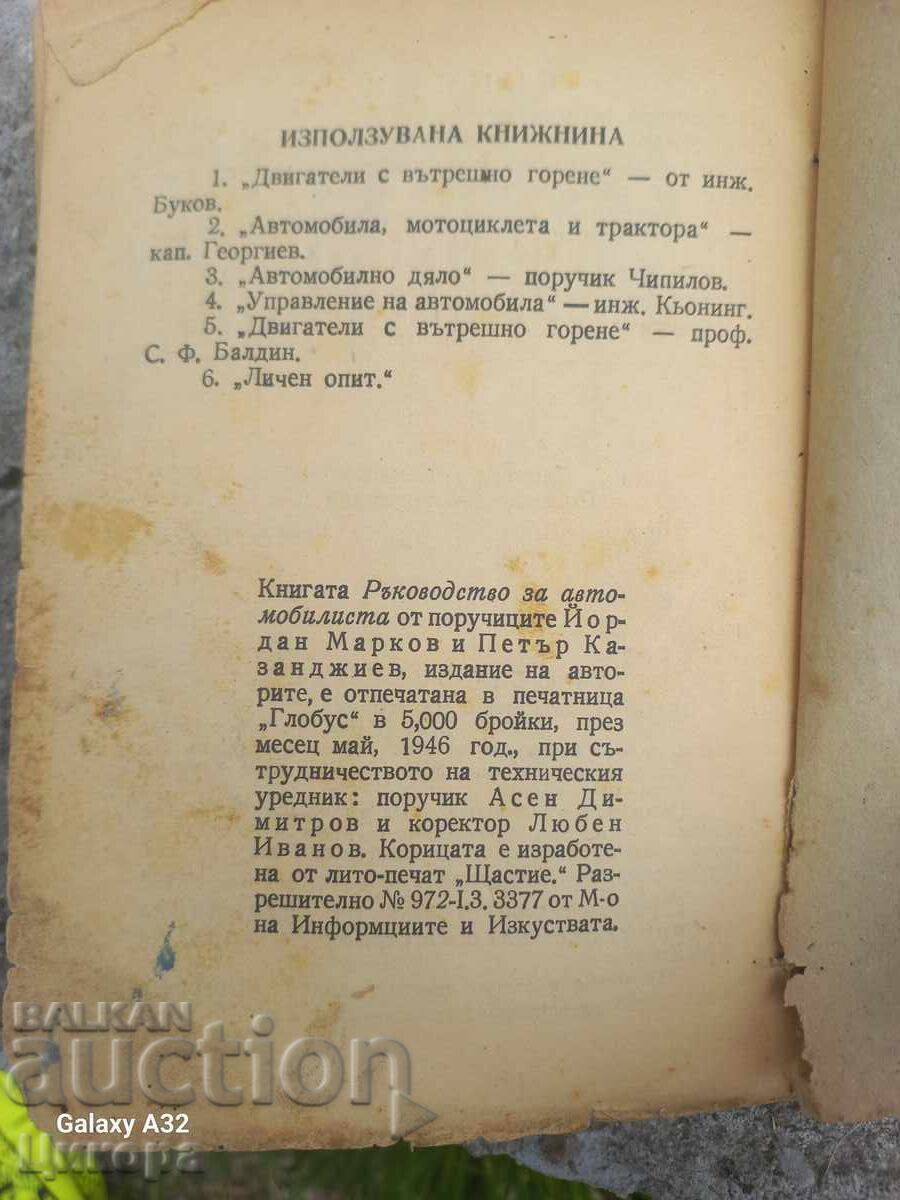 ИЗПОЛЗУВАНА КНИЖНИНА
1. „Двигатели с вътрешно горене“ — от инж.
Буков.
2. „Автомобила, мотоциклета и трактора“ —
кап. Георгиев.
3. „Автомобилно дяло“ — поручик Чипилов.
4. „Управление на автомобила“ — инж. Кьонинг.
5. „Двигатели с вътрешно горене“ — проф.
С. Ф. Балдин.
6. „Личен опит.“
Книгата Ръководство за авто-
мобилиста от поручиците Йор-
дан Марков и Петър Ка-
занджиев, издание на авто-
рите, е отпечатана в печатница
„Глобус“ в 5,000 бройки, през
месец май, 1946 год., при съ-
трудничеството на техническия
уредник: поручик Асен Ди-
митров и коректор Любен
Иванов. Корицата е изработе-
на от лито-печат „Щастие.“ Раз-
решително № 972-I.3. 3377 от М-о
на Информциите и Изкуствата.
BALKAN
auction
Galaxy A32
Цикора